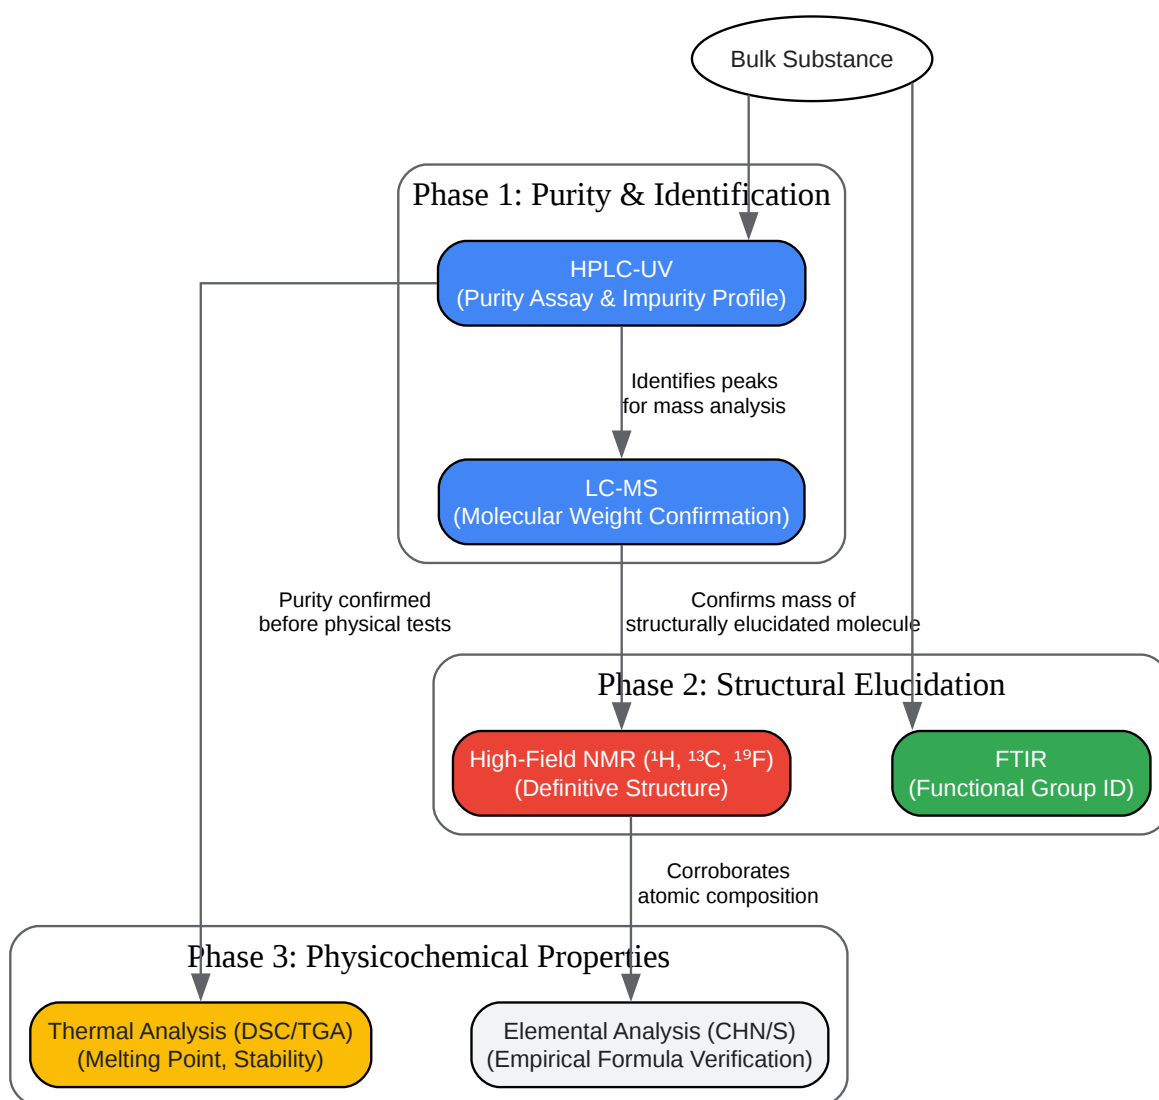 Bulk Substance
Phase 1: Purity & Identification
HPLC-UV
(Purity Assay & Impurity Profile)
Identifies peaks
for mass analysis
LC-MS
(Molecular Weight Confirmation)
Purity confirmed
before physical tests
Confirms mass of
structurally elucidated molecule
Phase 2: Structural Elucidation
High-Field NMR (¹H, ¹³C, ¹⁹F)
(Definitive Structure)
FTIR
(Functional Group ID)
Corroborates
atomic composition
Phase 3: Physicochemical Properties
Thermal Analysis (DSC/TGA)
(Melting Point, Stability)
Elemental Analysis (CHN/S)
(Empirical Formula Verification)